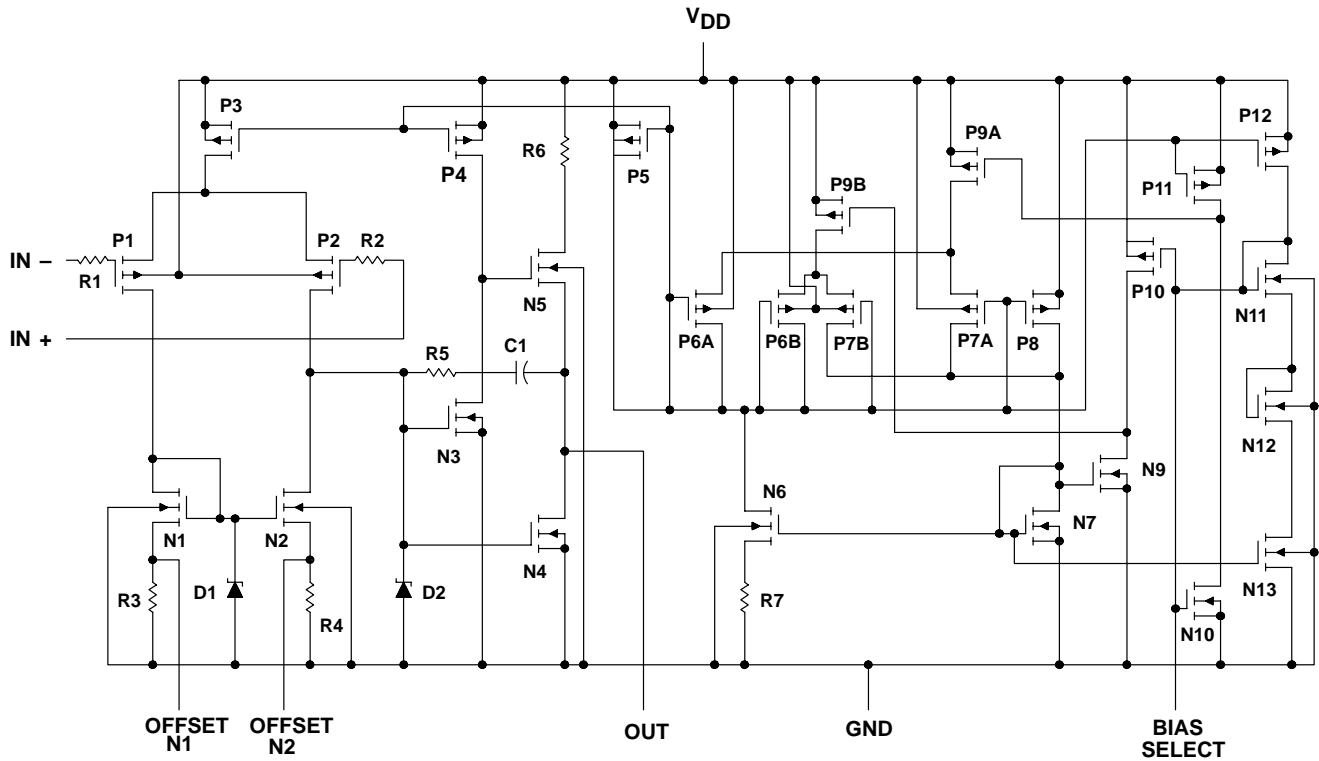 VDD
P3
P4
R6
P5
P9A
P12
P9B
P11
P1
P2
R2
IN −
R1
N5
P10
N11
IN +
P6A
P6B
P7B
P7A
P8
R5
C1
N3
N12
N6
N9
N1
N2
N7
N4
R3
D1
R4
D2
R7
N13
N10
OFFSET
N1
OFFSET
N2
OUT
GND
BIAS
SELECT